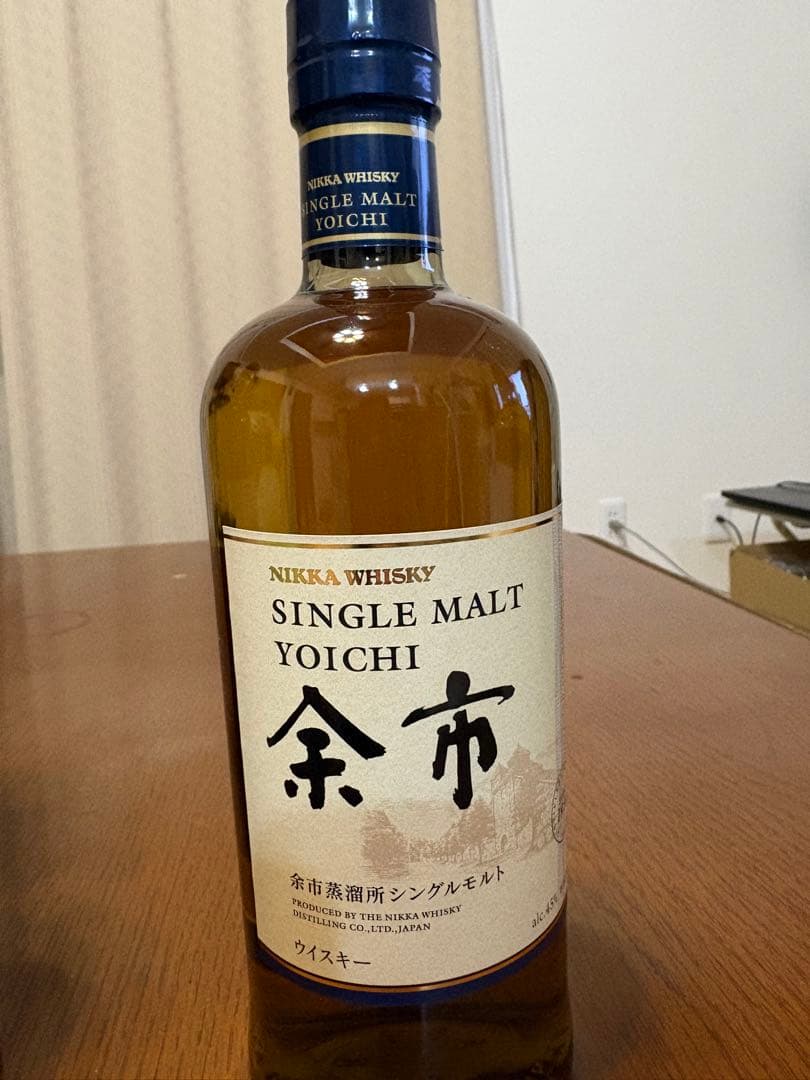 NIKKA WHISKY
SINGLE MALT
YOICHI
NIKKA WHISKY
SINGLE MALT
YOICHI
余市
余市蒸溜所シングルモルト
PRODUCED BY THE NIKKA WHISKY
DISTILLING CO.,LTD.,JAPAN
alc.45%
ウイスキー